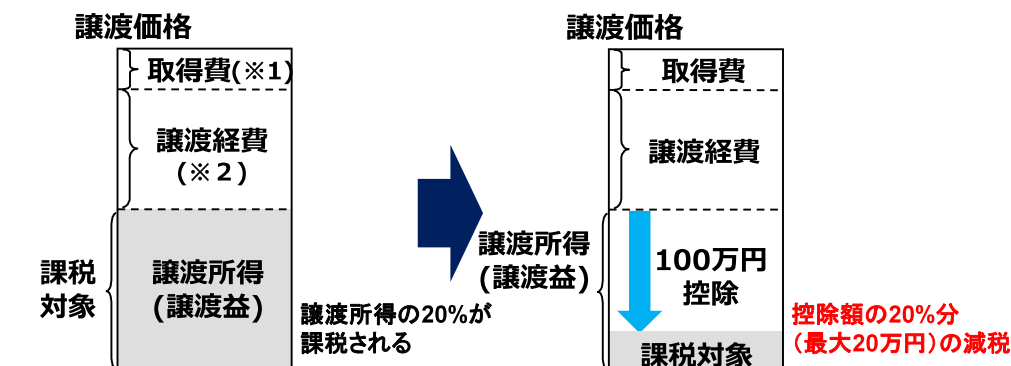 譲渡価格
取得費(※1)
譲渡経費
(※２)
課税
対象
譲渡所得
(譲渡益)
譲渡所得の20%が
課税される
譲渡価格
取得費
譲渡経費
譲渡所得
(譲渡益)
100万円
控除
課税対象
控除額の20%分
（最大20万円）の減税